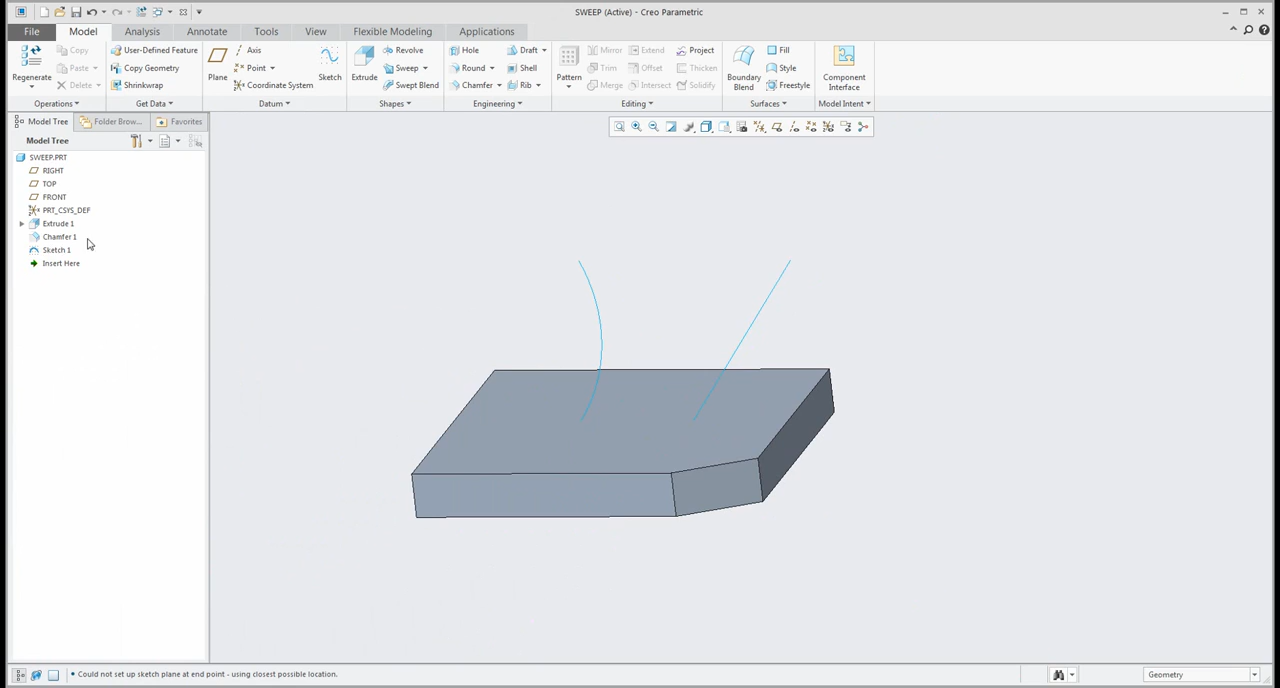 SWEEP (Active) - Creo Parametric
File Model Analysis Annotate Tools View Flexible Modeling Applications
Regenerate
Copy
Paste
Delete
Operations
User-Defined Feature
Copy Geometry
Shrinkwrap
Get Data
Plane
Axis
Point
Coordinate System
Sketch
Datum
Extrude
Revolve
Sweep
Swept Blend
Shapes
Hole
Round
Chamfer
Draft
Shell
Rib
Engineering
Pattern
Mirror
Trim
Merge
Extend
Offset
Intersect
Project
Thicken
Solidify
Editing
Boundary
Blend
Fill
Style
Freestyle
Surfaces
Component
Interface
Model Intent
Model Tree Folder Brow... Favorites
Model Tree
SWEEP.PRT
RIGHT
TOP
FRONT
PRT_CSYS_DEF
Extrude 1
Chamfer 1
Sketch 1
Insert Here
• Could not set up sketch plane at end point - using closest possible location.
Geometry